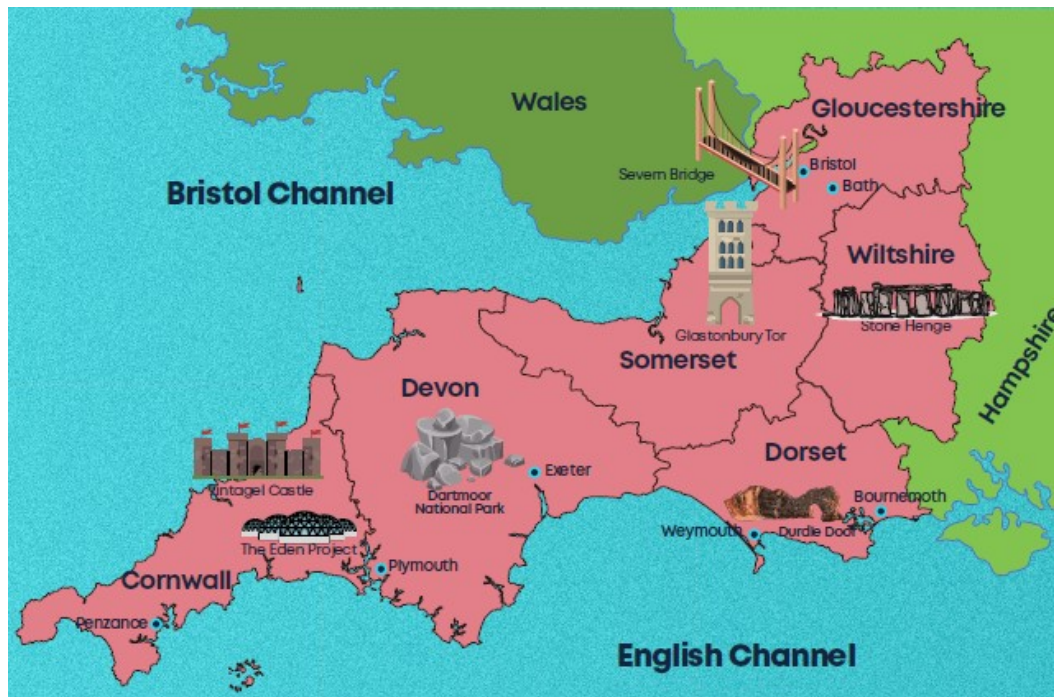 Wales
Gloucestershire
Severn Bridge
Bristol
Bath
Bristol Channel
Wiltshire
Stone Henge
Glastonbury Tor
Somerset
Hampshire
Devon
Dartmoor
National Park
Exeter
Dorset
Bournemoth
Weymouth
Durdle Door
Vintagel Castle
The Eden Project
Plymouth
Cornwall
Penzance
English Channel